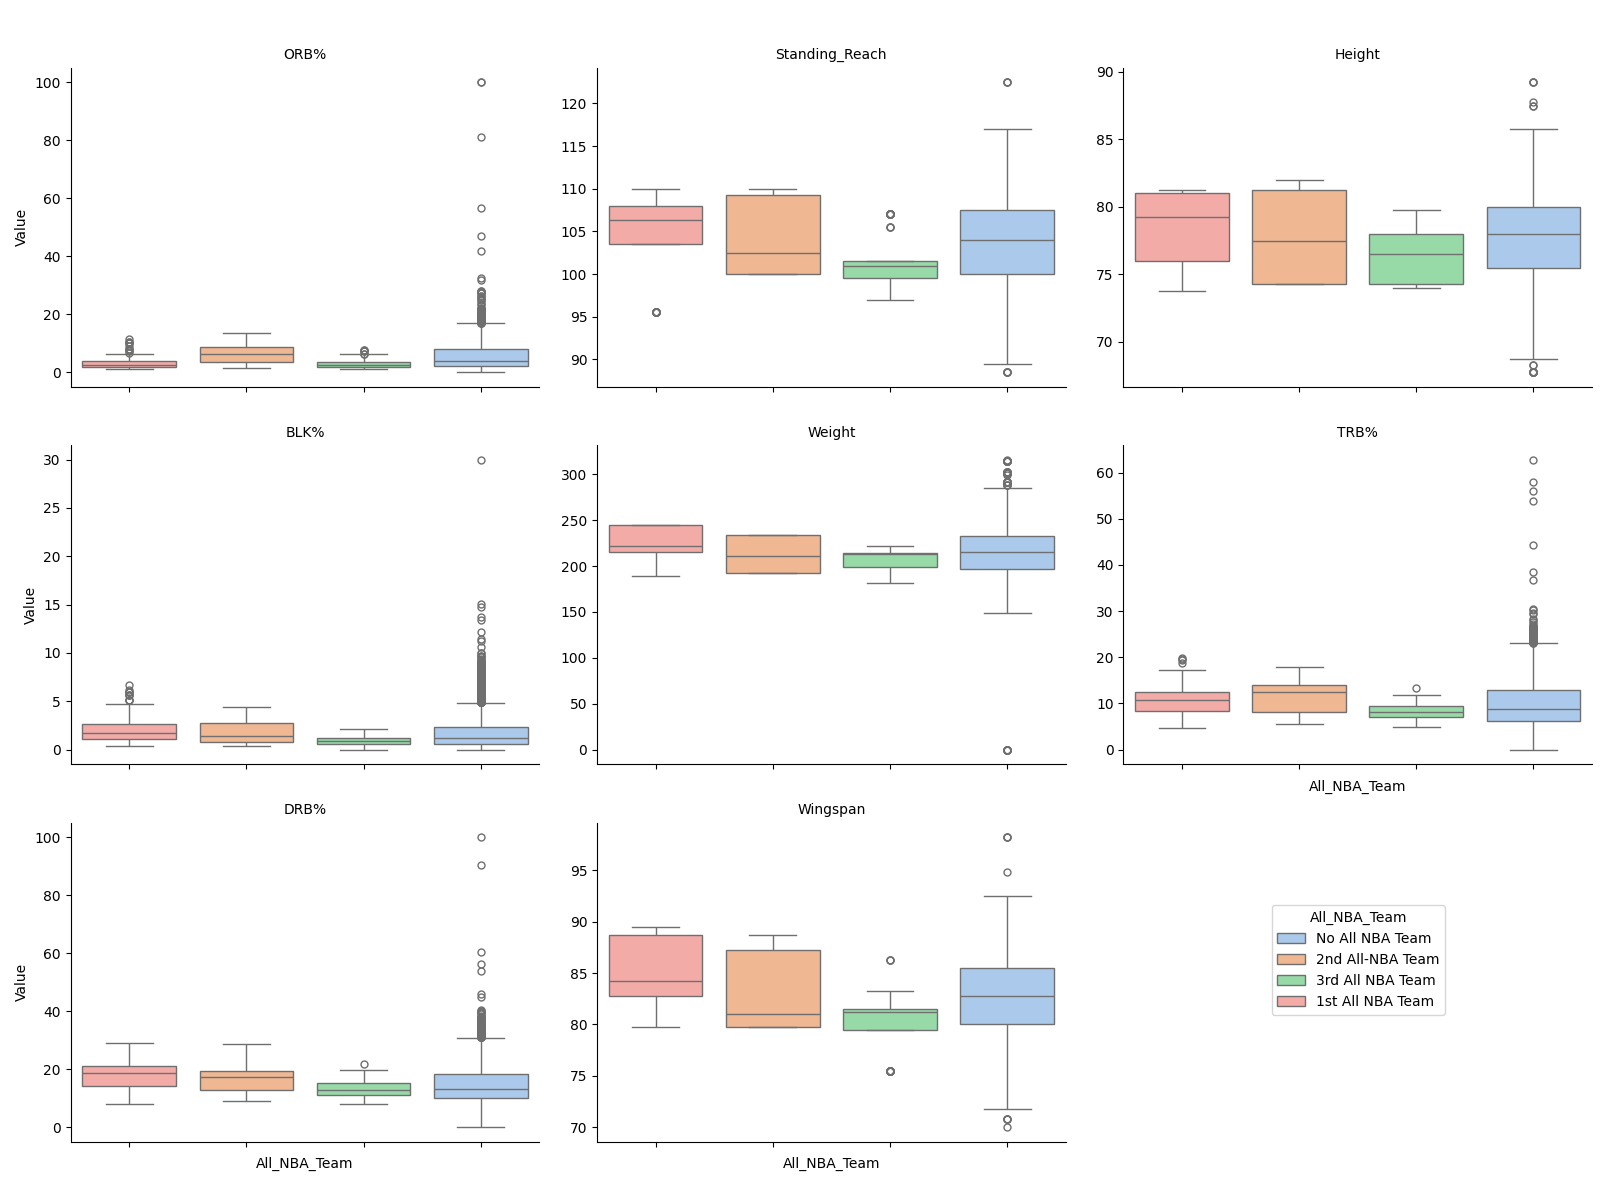 ORB%
Standing_Reach
Height
100
80
60
40
20
0
Value
120
115
110
105
100
95
90
90
85
80
75
70
BLK%
Weight
TRB%
30
25
20
15
10
5
0
Value
300
250
200
150
100
50
0
60
50
40
30
20
10
0
All_NBA_Team
DRB%
Wingspan
100
80
60
40
20
0
Value
All_NBA_Team
95
90
85
80
75
70
All_NBA_Team
All_NBA_Team
No All NBA Team
2nd All-NBA Team
3rd All NBA Team
1st All NBA Team